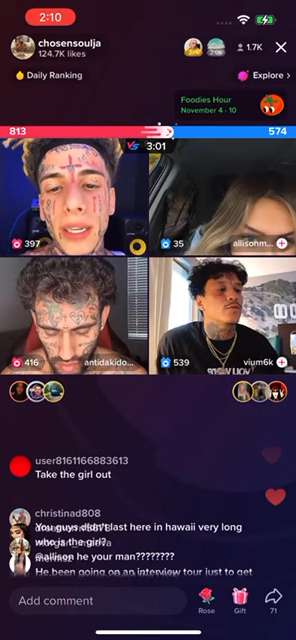 2:10
chosensoulja
124.7K likes
1.7K
Daily Ranking
Explore >
Foodies Hour
November 4 - 10
813
574
VS 3:01
397
35
allisonm...
416
antidakido...
539
vium6k
user8161166883613
Take the girl out
christinad808
You guys didn't last here in hawaii very long
who is the girl?
@allison he your man????????
He been going on an interview tour just to get
Add comment
Rose
Gift
71